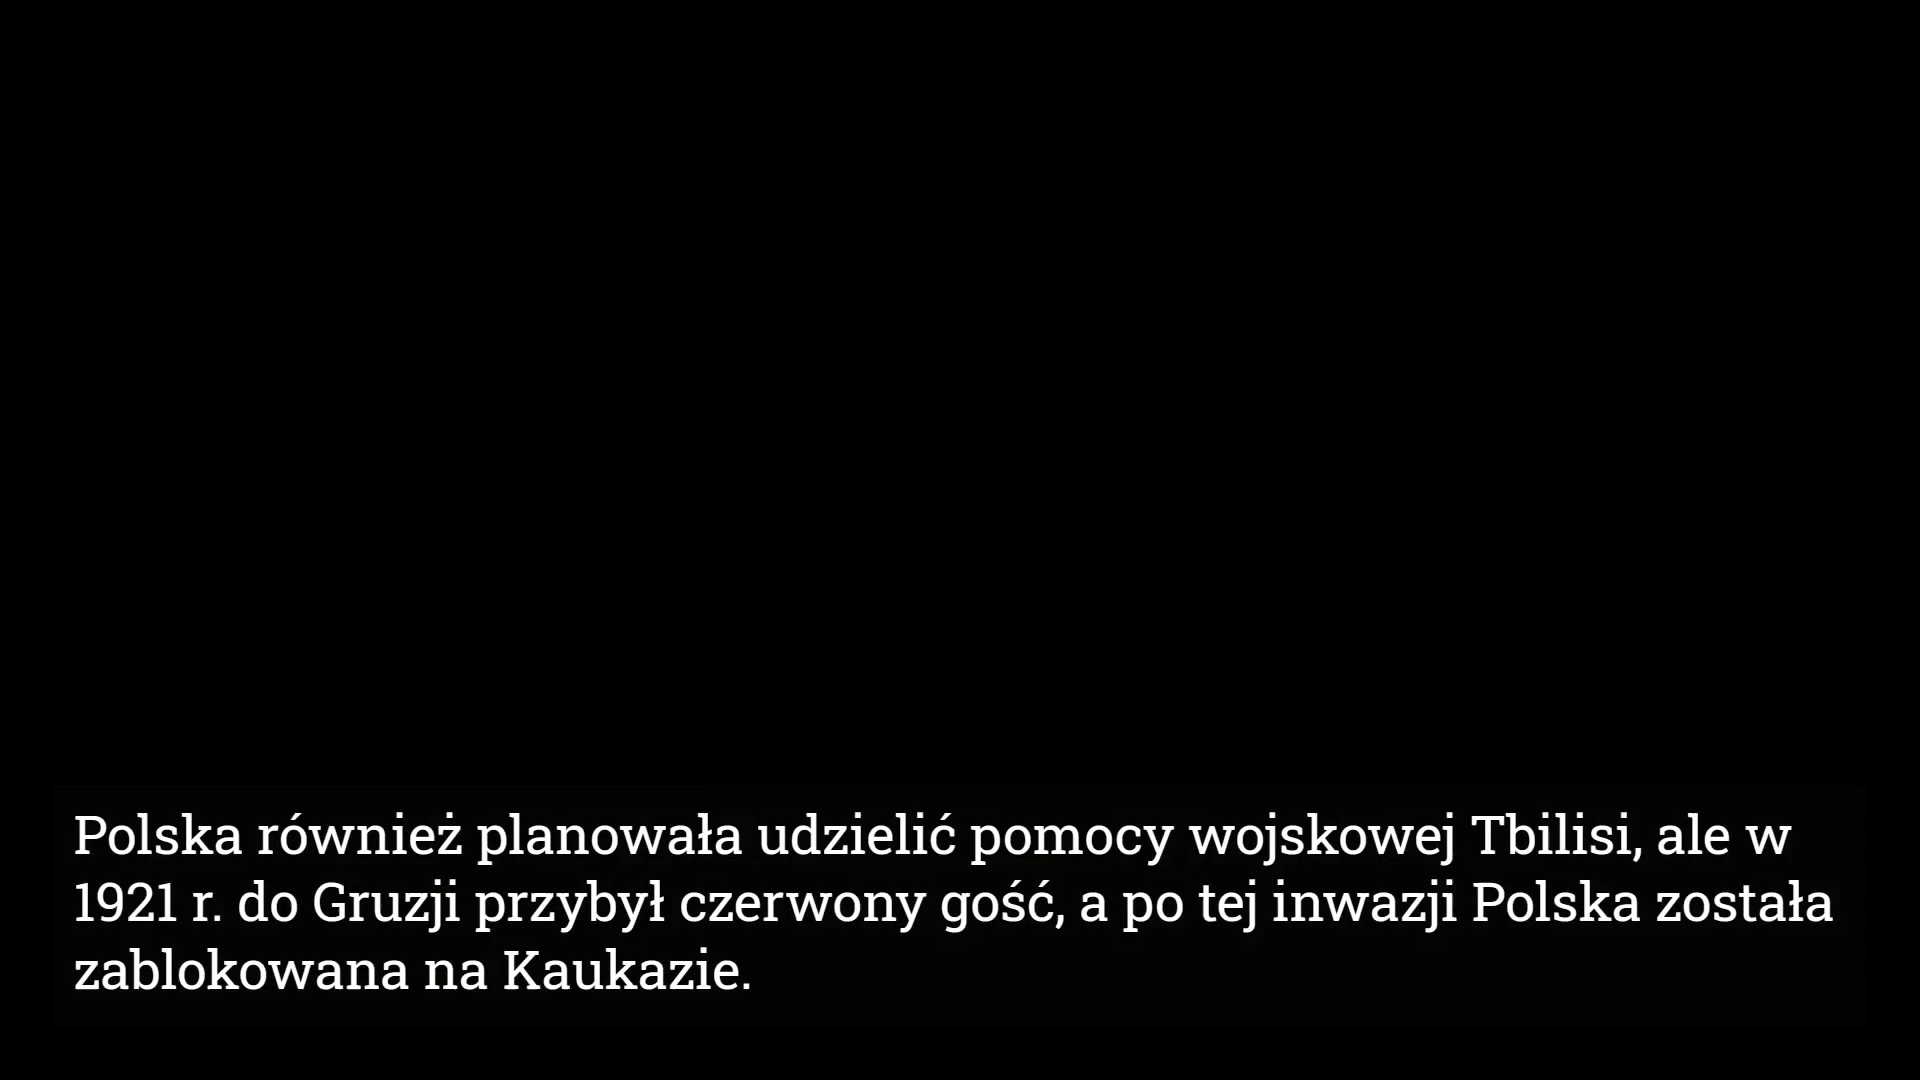 Polska również planowała udzielić pomocy wojskowej Tbilisi, ale w
1921 r. do Gruzji przybył czerwony gość, a po tej inwazji Polska została
zablokowana na Kaukazie.